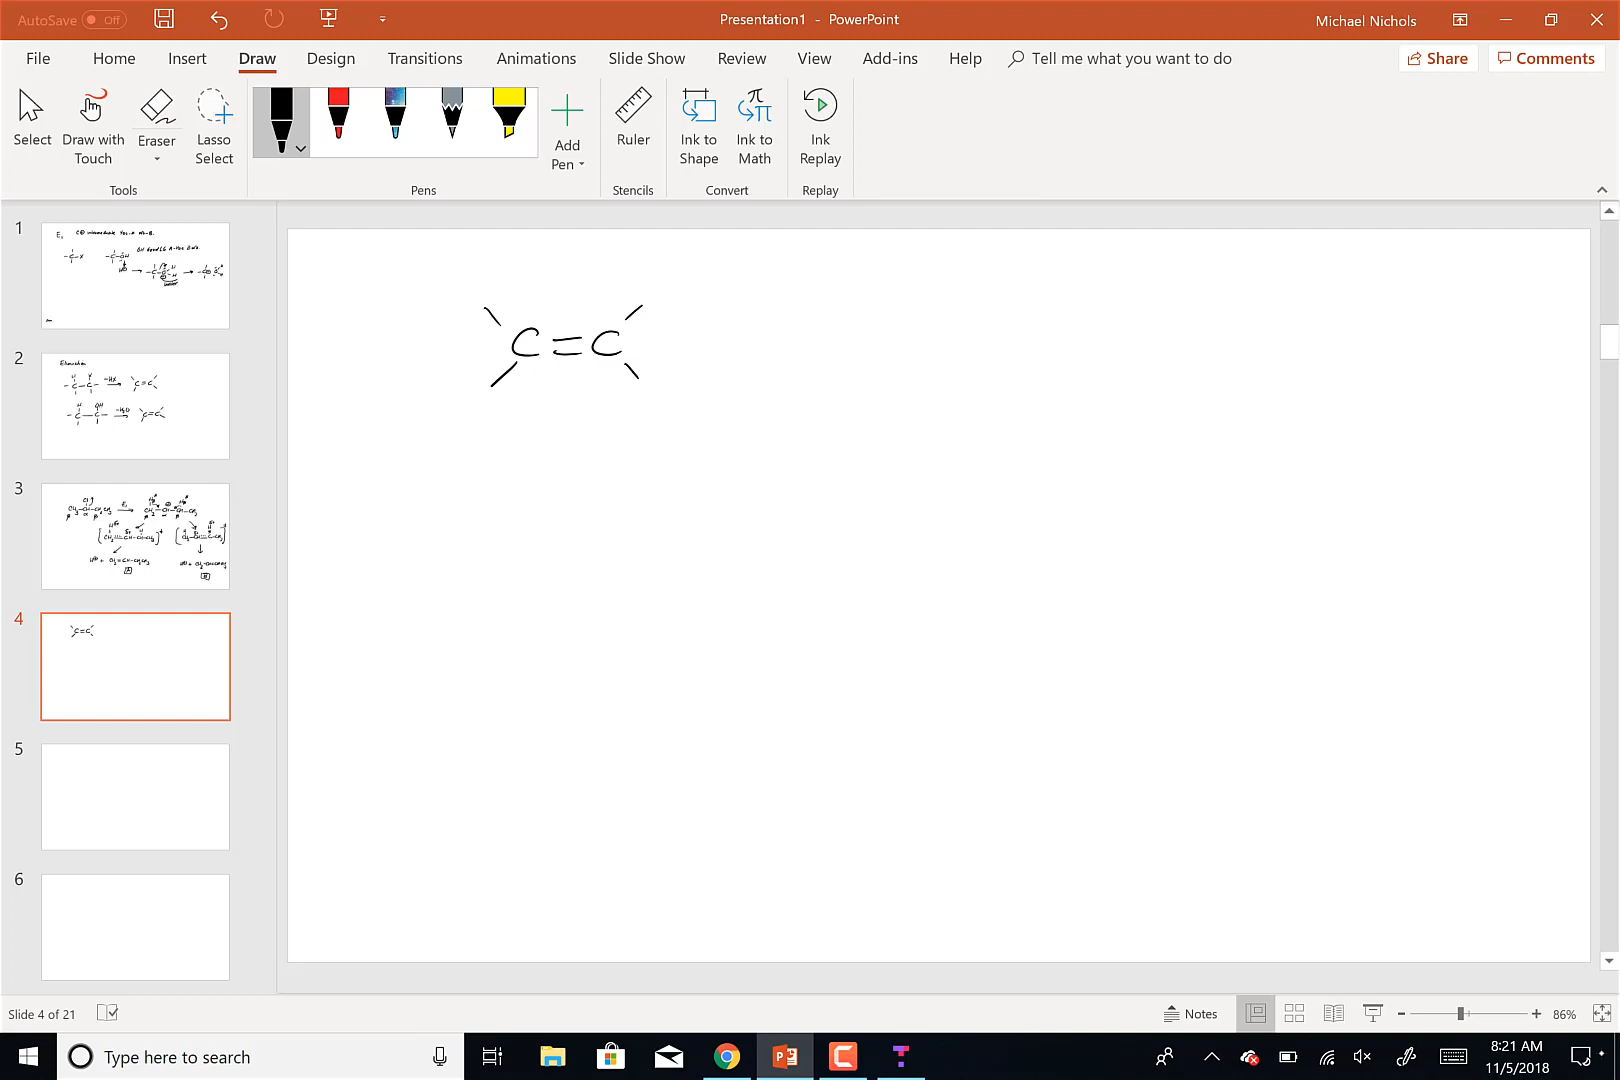 AutoSave Off
Presentation1 - PowerPoint
Michael Nichols
File Home Insert Draw Design Transitions Animations Slide Show Review View Add-ins Help Tell me what you want to do Share Comments
Select
Draw with Touch
Eraser
Lasso Select
Add Pen
Ruler
Ink to Shape
Ink to Math
Ink Replay
Tools Pens Stencils Convert Replay
1
E1
2
Elimination
3
4
C=C
5
6
C=C
Slide 4 of 21
Notes
86%
Type here to search
8:21 AM
11/5/2018